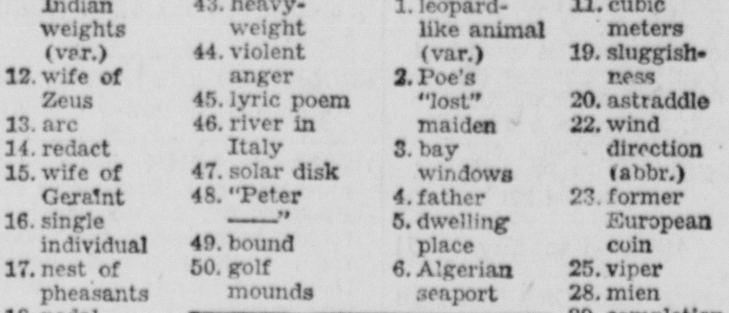 Indian
weights
(var.)
12. wife of
Zeus
13. arc
14. redact
15. wife of
Geraint
16. single
individual
17. nest of
pheasants
43. heavy-
weight
44. violent
anger
45. lyric poem
46. river in
Italy
47. solar disk
48. "Peter
——"
49. bound
50. golf
mounds
1. leopard-
like animal
(var.)
2. Poe's
"lost"
maiden
3. bay
windows
4. father
5. dwelling
place
6. Algerian
seaport
11. cubic
meters
19. sluggish-
ness
20. astraddle
22. wind
direction
(abbr.)
23. former
European
coin
25. viper
28. mien